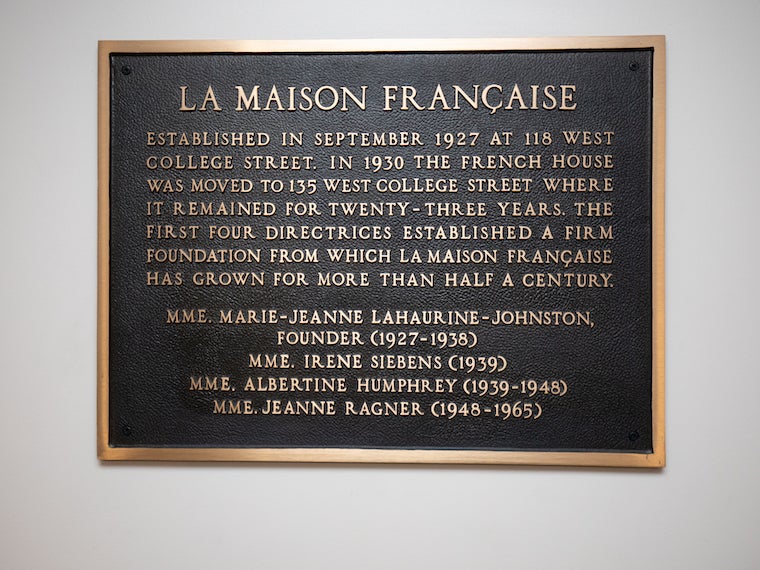 LA MAISON FRANÇAISE
ESTABLISHED IN SEPTEMBER 1927 AT 118 WEST
COLLEGE STREET. IN 1930 THE FRENCH HOUSE
WAS MOVED TO 135 WEST COLLEGE STREET WHERE
IT REMAINED FOR TWENTY-THREE YEARS. THE
FIRST FOUR DIRECTRICES ESTABLISHED A FIRM
FOUNDATION FROM WHICH LA MAISON FRANÇAISE
HAS GROWN FOR MORE THAN HALF A CENTURY.
MME. MARIE-JEANNE LAHAURINE-JOHNSTON,
FOUNDER (1927-1938)
MME. IRENE SIEBENS (1939)
MME. ALBERTINE HUMPHREY (1939-1948)
MME. JEANNE RAGNER (1948-1965)